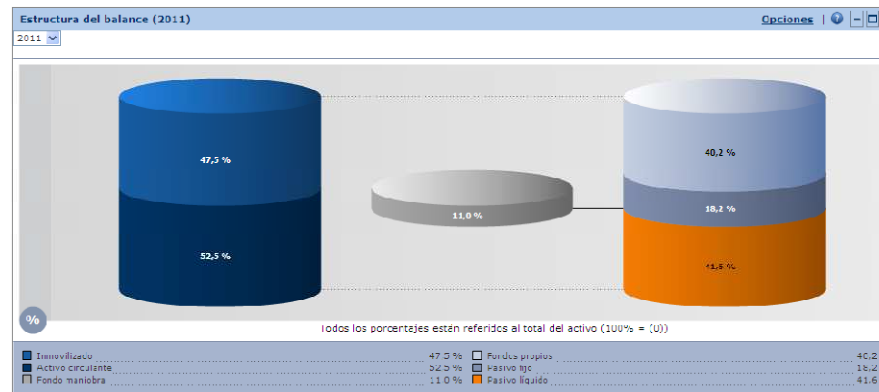 Estructura del balance (2011)
Opciones |
2011
47,5 %
40,2 %
11,0 %
18,2 %
52,5 %
41,6 %
%
Todos los porcentajes están referidos al total del activo (100% = (0))
Inmovilizado 47,5 % Fondos propios 40,2
Activo circulante 52,5 % Pasivo fijo 18,2
Fondo maniobra 11,0 % Pasivo líquido 41,6